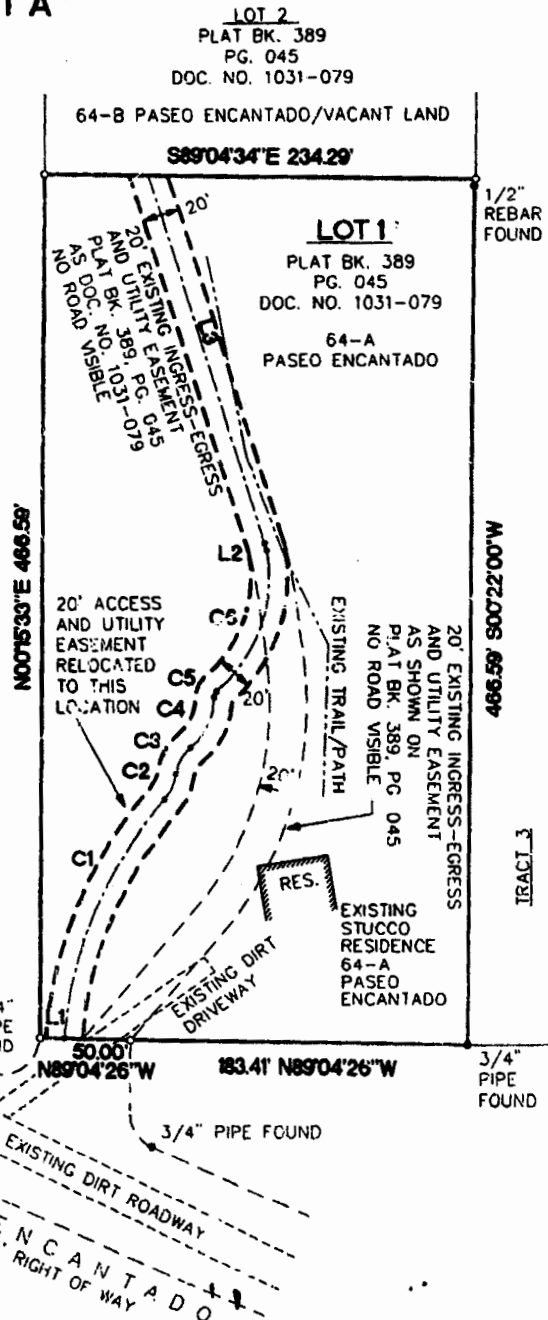 LOT 2
PLAT BK. 389
PG. 045
DOC. NO. 1031-079
64-B PASEO ENCANTADO/VACANT LAND
S89°04'34"E 234.29'
1/2"
REBAR
FOUND
20'
LOT 1
PLAT BK. 389
PG. 045
DOC. NO. 1031-079
64-A
PASEO ENCANTADO
20' EXISTING INGRESS-EGRESS
AND UTILITY EASEMENT
PLAT BK. 389, PG. 045
AS DOC. NO. 1031-079
NO ROAD VISIBLE
L3
N00°15'33"E 466.59'
L2
C6
20' ACCESS
AND UTILITY
EASEMENT
RELOCATED
TO THIS
LOCATION
C5
C4
C3
C2
C1
L1
20'
20'
EXISTING TRAIL/PATH
20' EXISTING INGRESS-EGRESS
AND UTILITY EASEMENT
AS SHOWN ON
PLAT BK. 389, PG 045
NO ROAD VISIBLE
466.59' S00°22'00"W
TRACT 3
RES.
EXISTING
STUCCO
RESIDENCE
64-A
PASEO
ENCANTADO
EXISTING DIRT
DRIVEWAY
50.00'
N89°04'26"W
183.41' N89°04'26"W
3/4"
PIPE
FOUND
3/4" PIPE FOUND
EXISTING DIRT ROADWAY
NCANTADO
RIGHT OF WAY